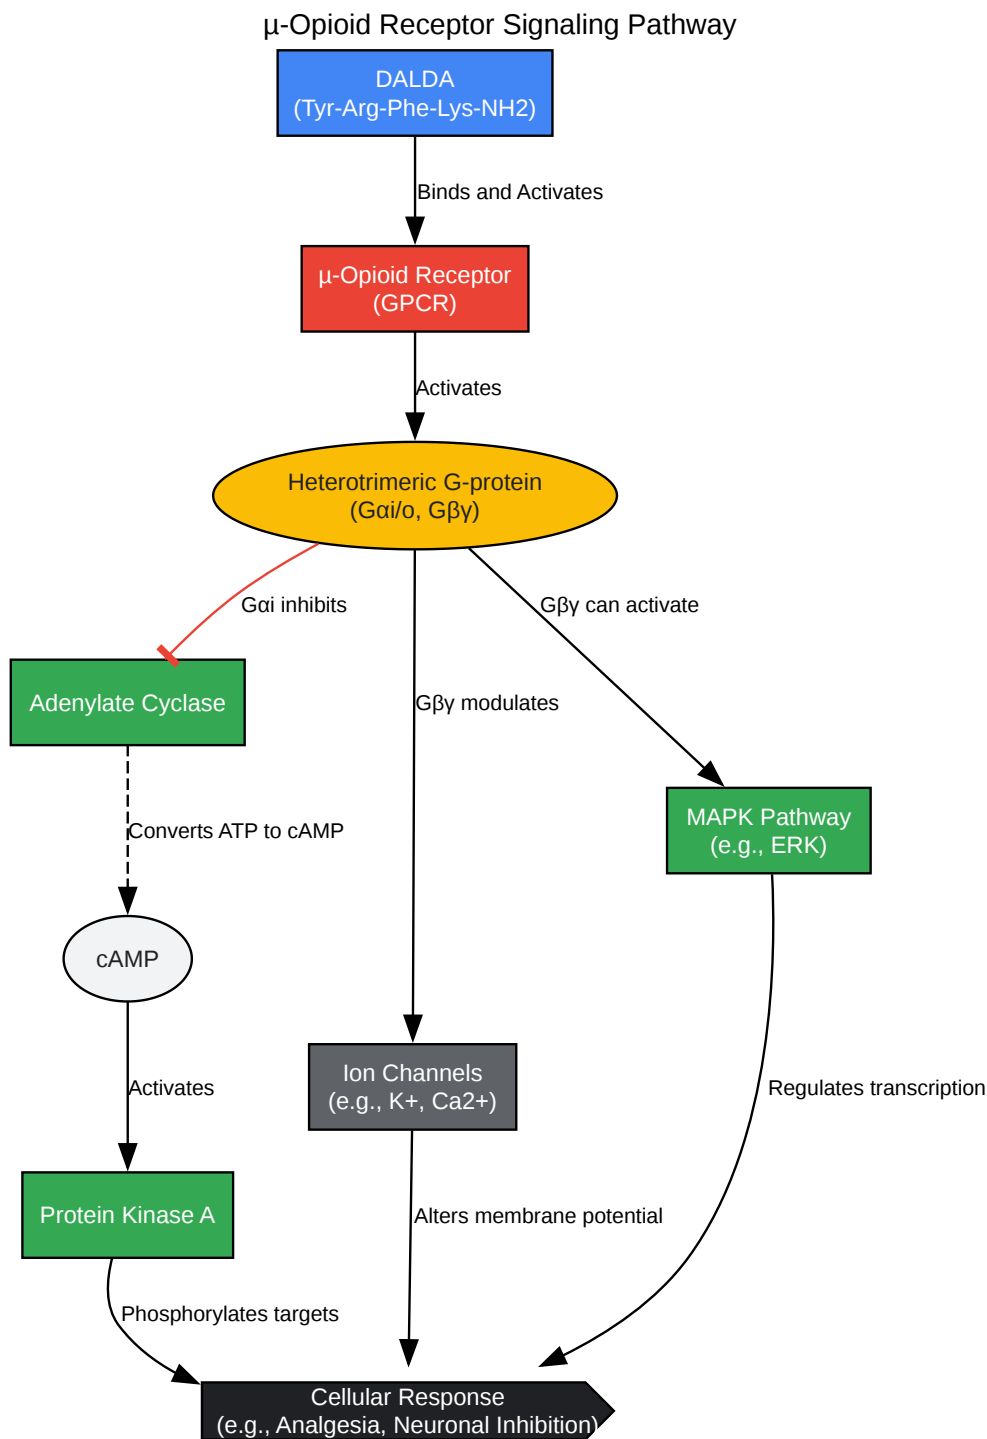 µ-Opioid Receptor Signaling Pathway
DALDA
(Tyr-Arg-Phe-Lys-NH2)
Binds and Activates
µ-Opioid Receptor
(GPCR)
Activates
Heterotrimeric G-protein
(Gαi/o, Gβγ)
Gαi inhibits
Gβγ can activate
Adenylate Cyclase
Gβγ modulates
MAPK Pathway
(e.g., ERK)
Converts ATP to cAMP
cAMP
Ion Channels
(e.g., K+, Ca2+)
Activates
Regulates transcription
Protein Kinase A
Alters membrane potential
Phosphorylates targets
Cellular Response
(e.g., Analgesia, Neuronal Inhibition)